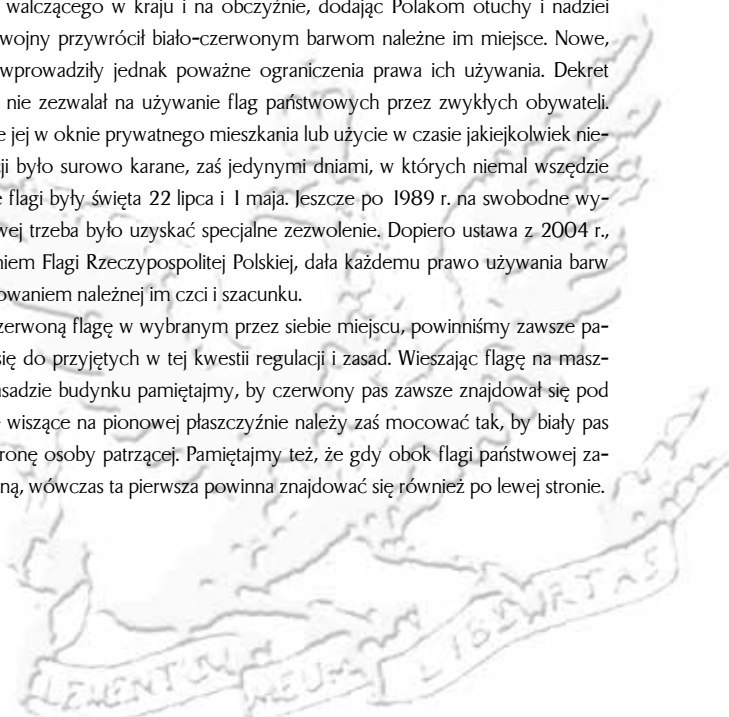 walczącego w kraju i na obczyźnie, dodając Polakom otuchy i nadziei
wojny przywrócił biało-czerwonym barwom należne im miejsce. Nowe,
wprowadziły jednak poważne ograniczenia prawa ich używania. Dekret
nie zezwalał na używanie flag państwowych przez zwykłych obywateli.
e jej w oknie prywatnego mieszkania lub użycie w czasie jakiejkolwiek nie-
ji było surowo karane, zaś jedynymi dniami, w których niemal wszędzie
e flagi były święta 22 lipca i 1 maja. Jeszcze po 1989 r. na swobodne wy-
wej trzeba było uzyskać specjalne zezwolenie. Dopiero ustawa z 2004 r.,
niem Flagi Rzeczypospolitej Polskiej, dała każdemu prawo używania barw
owaniem należnej im czci i szacunku.
zerwoną flagę w wybranym przez siebie miejscu, powinniśmy zawsze pa-
się do przyjętych w tej kwestii regulacji i zasad. Wieszając flagę na masz-
sadzie budynku pamiętajmy, by czerwony pas zawsze znajdował się pod
e wiszące na pionowej płaszczyźnie należy zaś mocować tak, by biały pas
ronę osoby patrzącej. Pamiętajmy też, że gdy obok flagi państwowej za-
ną, wówczas ta pierwsza powinna znajdować się również po lewej stronie.
LEMENTUM MEUM LIBERTAS